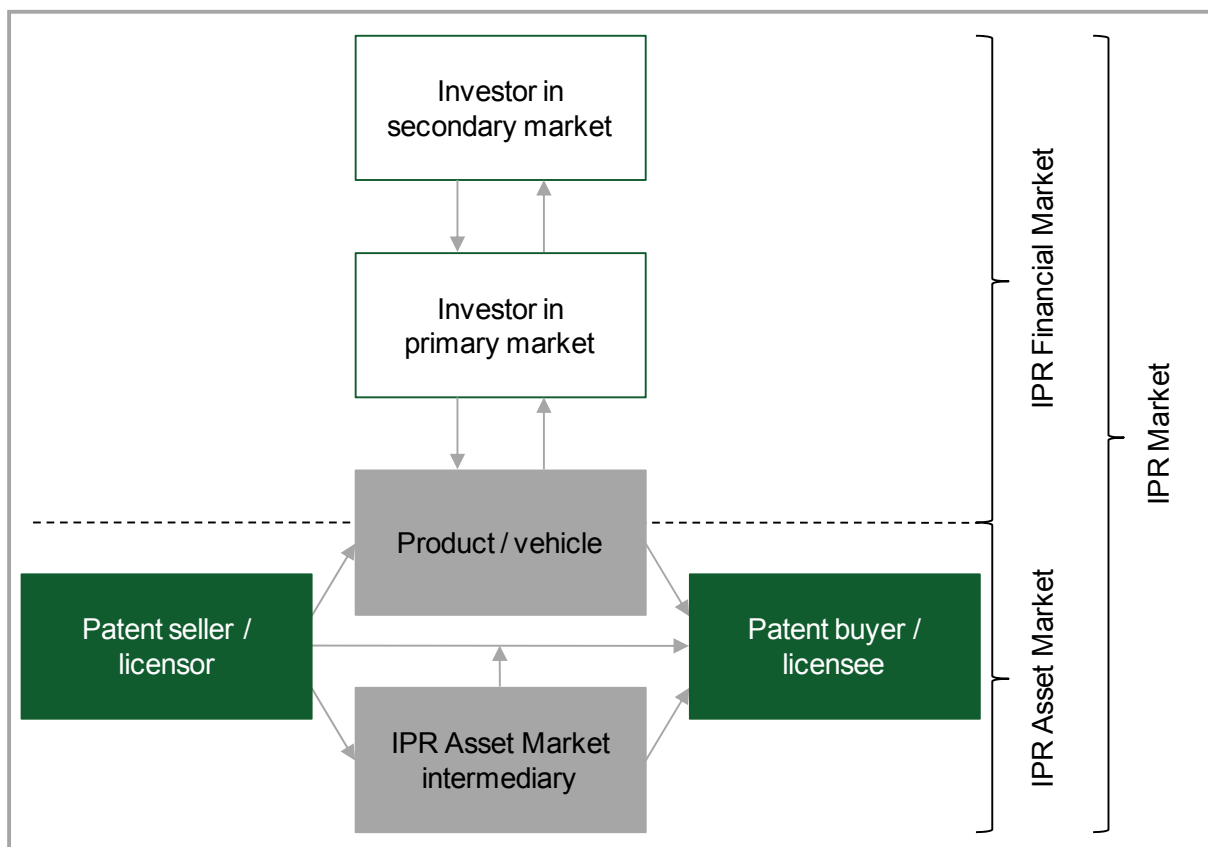 Investor in
secondary market
Investor in
primary market
Product / vehicle
Patent seller /
licensor
Patent buyer /
licensee
IPR Asset Market
intermediary
IPR Financial Market
IPR Asset Market
IPR Market